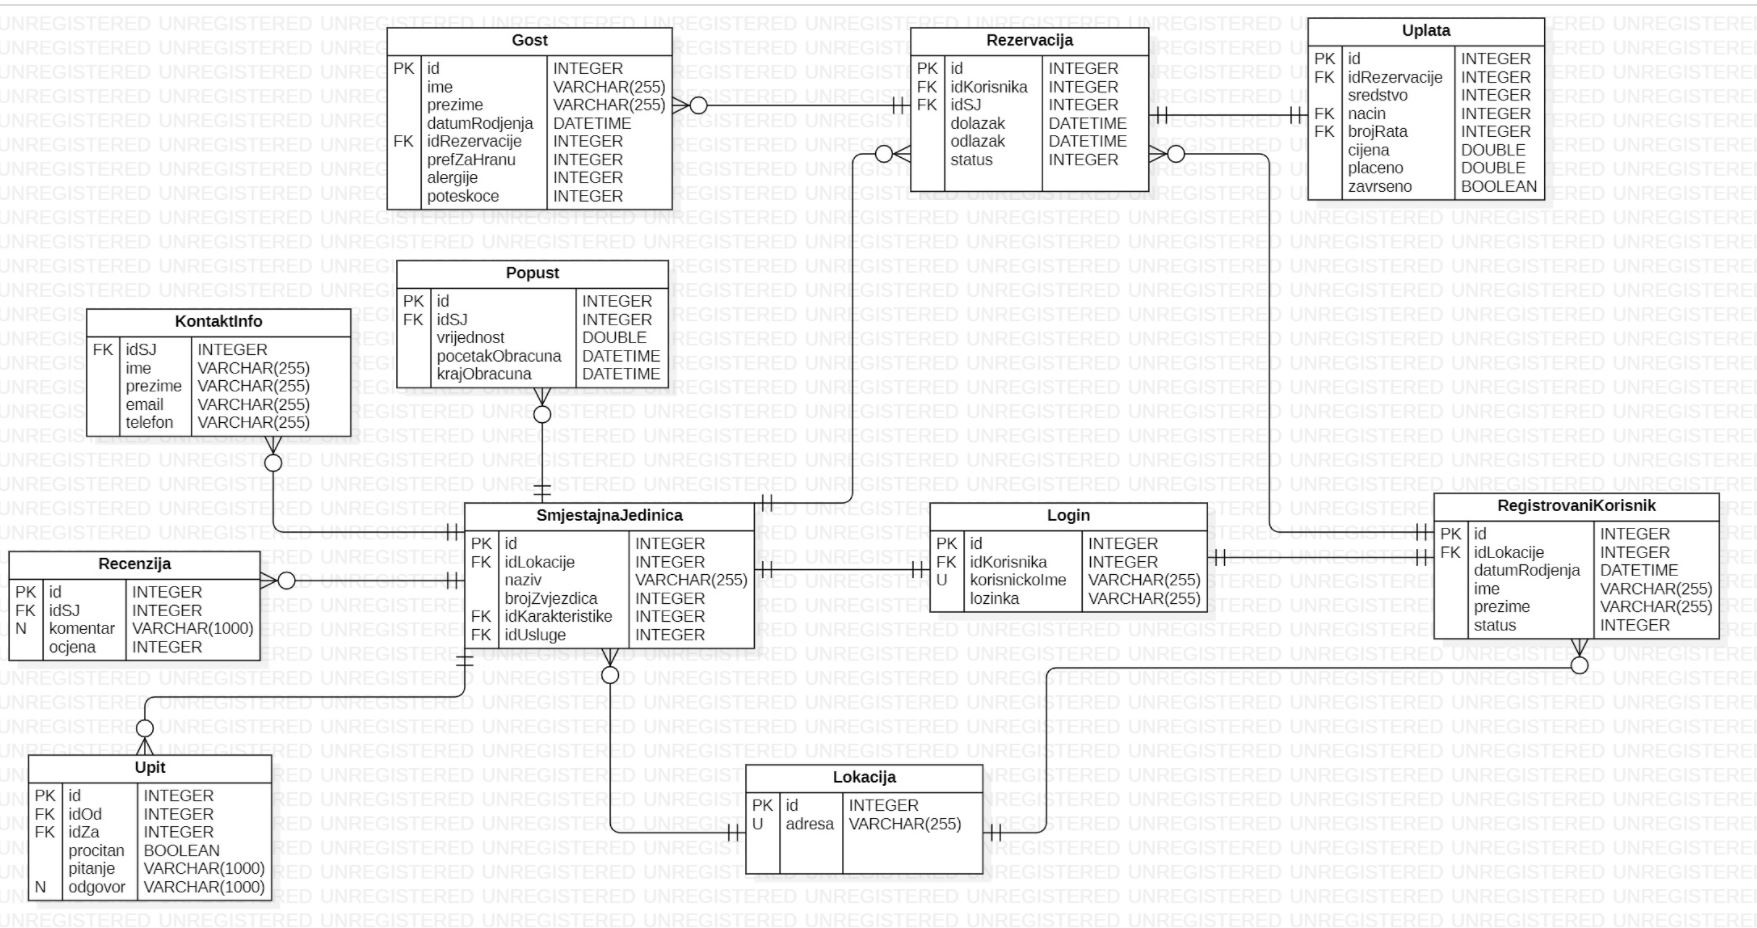 Gost
PK id INTEGER
ime VARCHAR(255)
prezime VARCHAR(255)
datumRodjenja DATETIME
FK idRezervacije INTEGER
prefZaHranu INTEGER
alergije INTEGER
poteskoce INTEGER
Rezervacija
PK id INTEGER
FK idKorisnika INTEGER
FK idSJ INTEGER
dolazak DATETIME
odlazak DATETIME
status INTEGER
Uplata
PK id INTEGER
FK idRezervacije INTEGER
sredstvo INTEGER
FK nacin INTEGER
FK brojRata INTEGER
cijena DOUBLE
placeno DOUBLE
zavrseno BOOLEAN
Popust
PK id INTEGER
FK idSJ INTEGER
vrijednost DOUBLE
pocetakObracuna DATETIME
krajObracuna DATETIME
KontaktInfo
FK idSJ INTEGER
ime VARCHAR(255)
prezime VARCHAR(255)
email VARCHAR(255)
telefon VARCHAR(255)
SmjestajnaJedinica
PK id INTEGER
FK idLokacije INTEGER
naziv VARCHAR(255)
brojZvjezdica INTEGER
FK idKarakteristike INTEGER
FK idUsluge INTEGER
Login
PK id INTEGER
FK idKorisnika INTEGER
U korisnickoIme VARCHAR(255)
lozinka VARCHAR(255)
RegistrovaniKorisnik
PK id INTEGER
FK idLokacije INTEGER
datumRodjenja DATETIME
ime VARCHAR(255)
prezime VARCHAR(255)
status INTEGER
Recenzija
PK id INTEGER
FK idSJ INTEGER
N komentar VARCHAR(1000)
ocjena INTEGER
Upit
PK id INTEGER
FK idOd INTEGER
FK idZa INTEGER
procitan BOOLEAN
pitanje VARCHAR(1000)
N odgovor VARCHAR(1000)
Lokacija
PK id INTEGER
U adresa VARCHAR(255)
UNREGISTERED